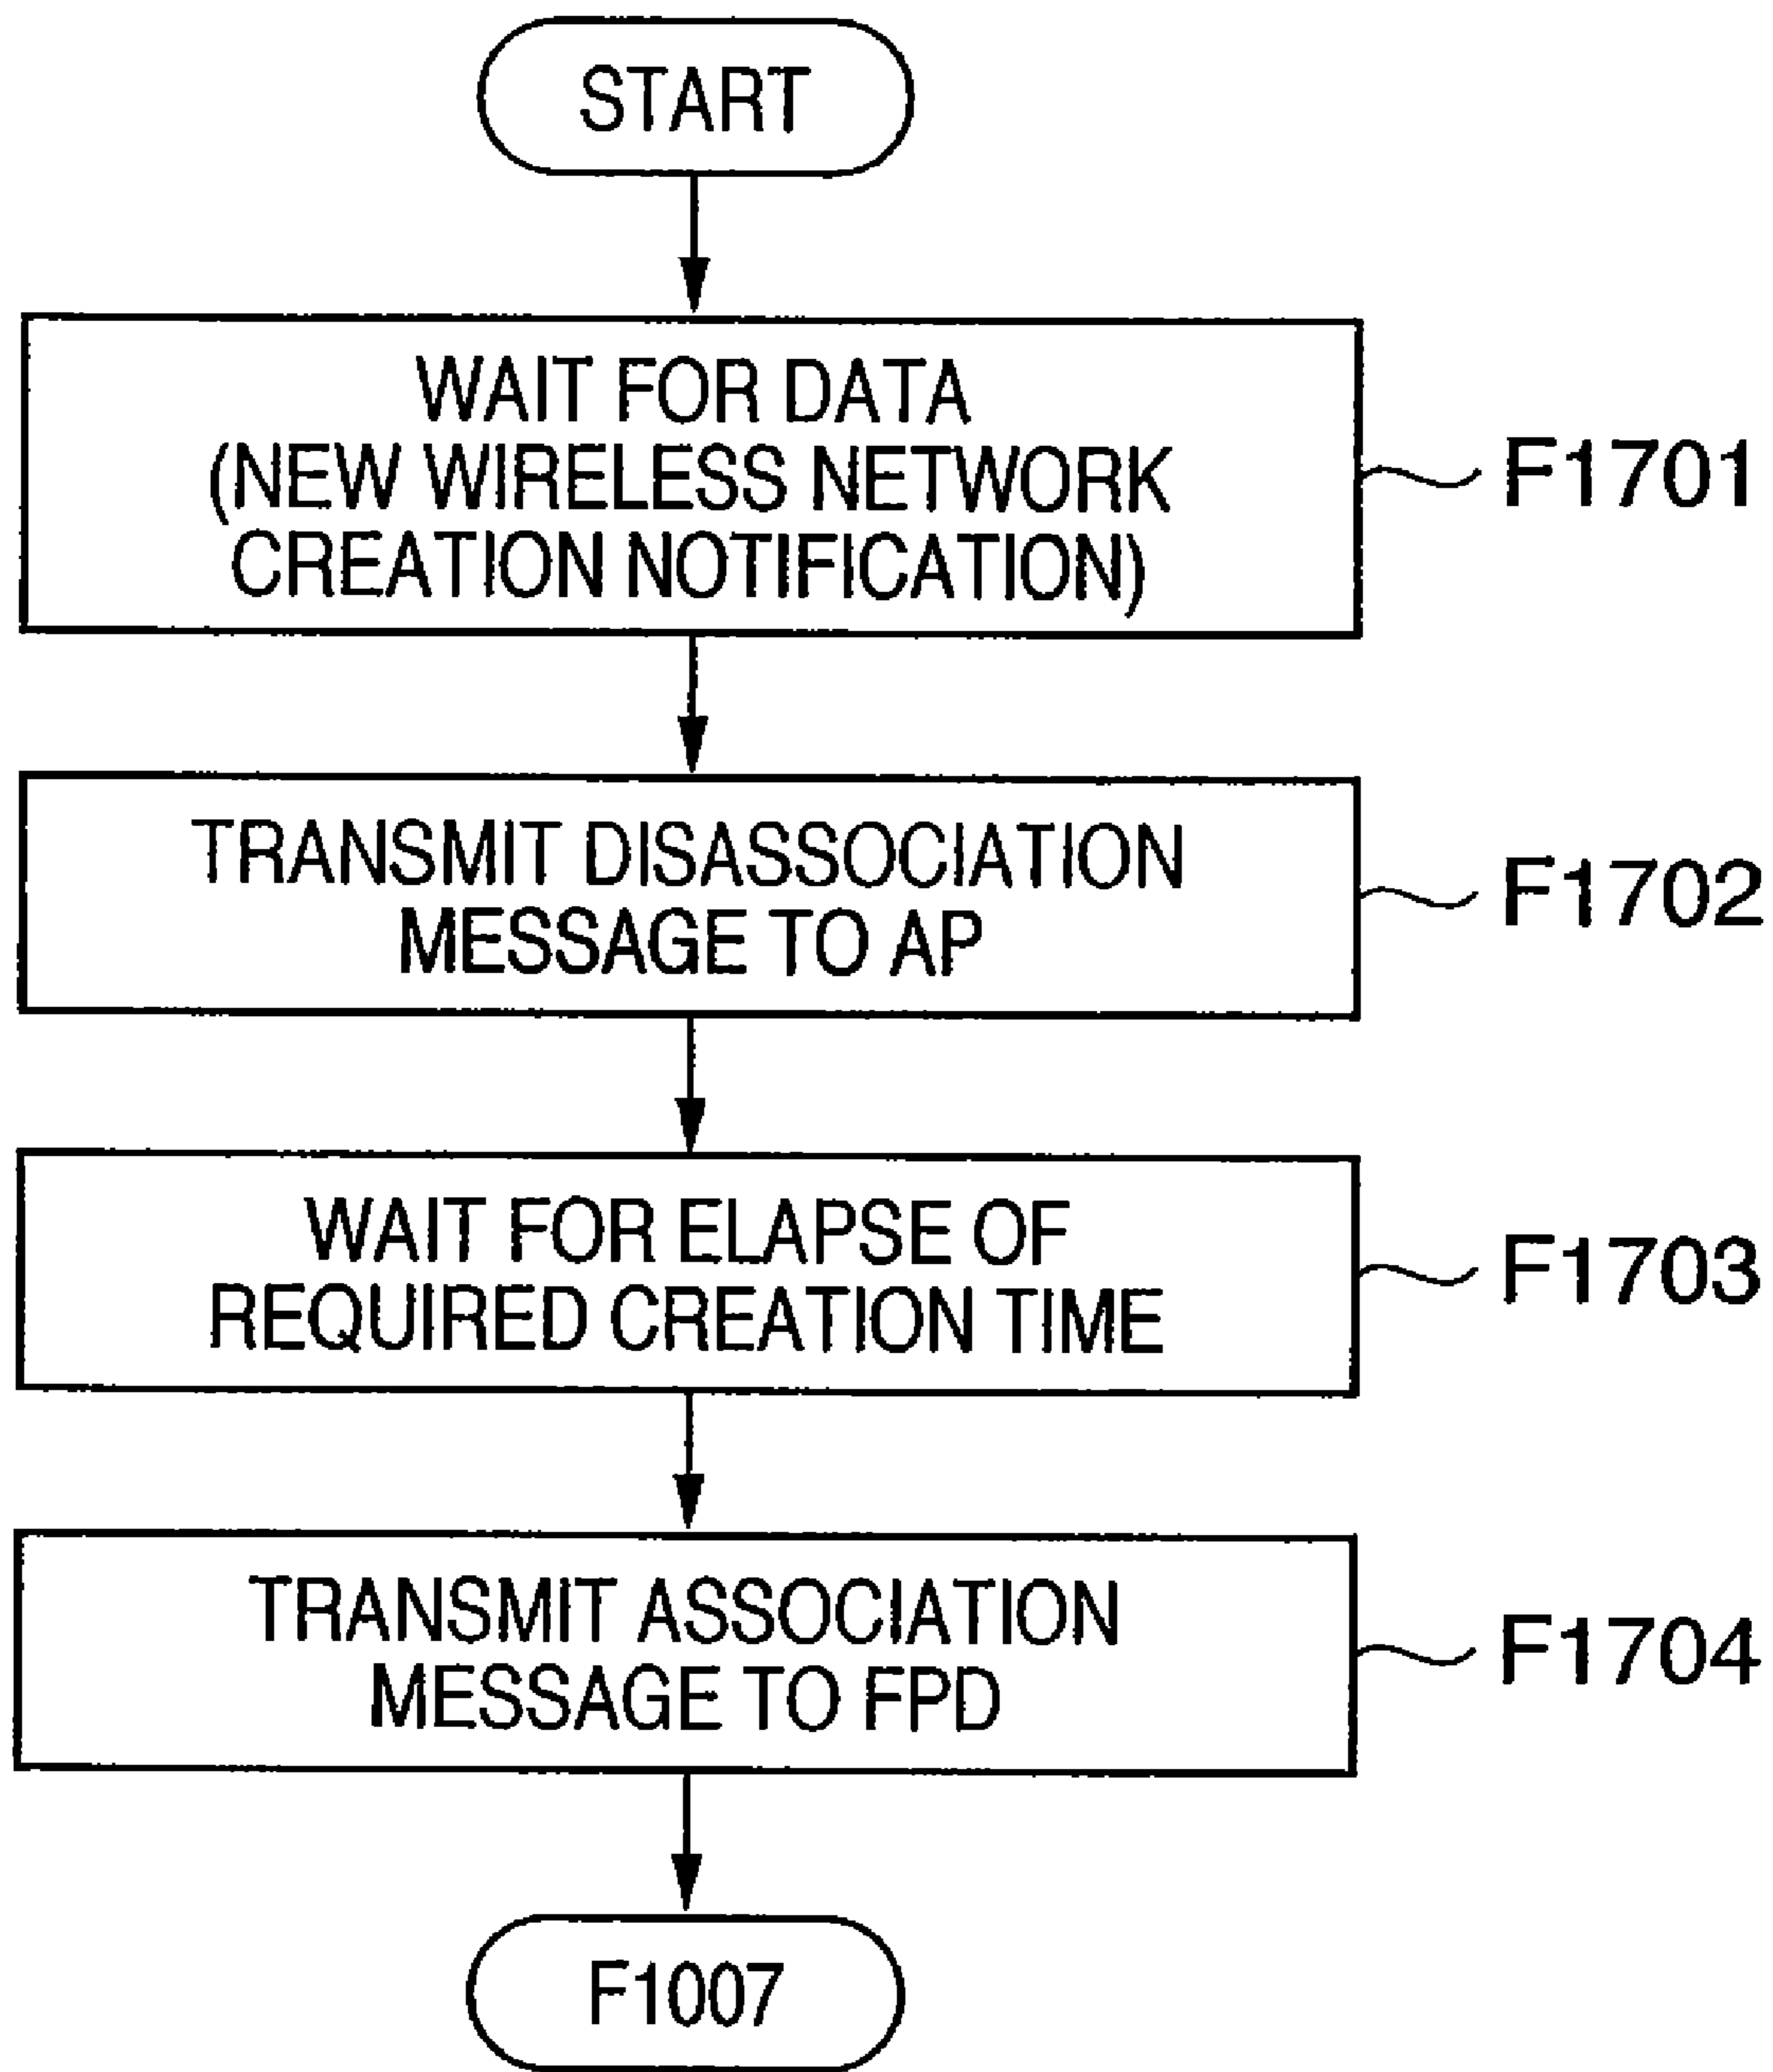 START
WAIT FOR DATA
(NEW WIRELESS NETWORK
CREATION NOTIFICATION)
F1701
TRANSMIT DISASSOCIATION
MESSAGE TO AP
F1702
WAIT FOR ELAPSE OF
REQUIRED CREATION TIME
F1703
TRANSMIT ASSOCIATION
MESSAGE TO FPD
F1704
F1007